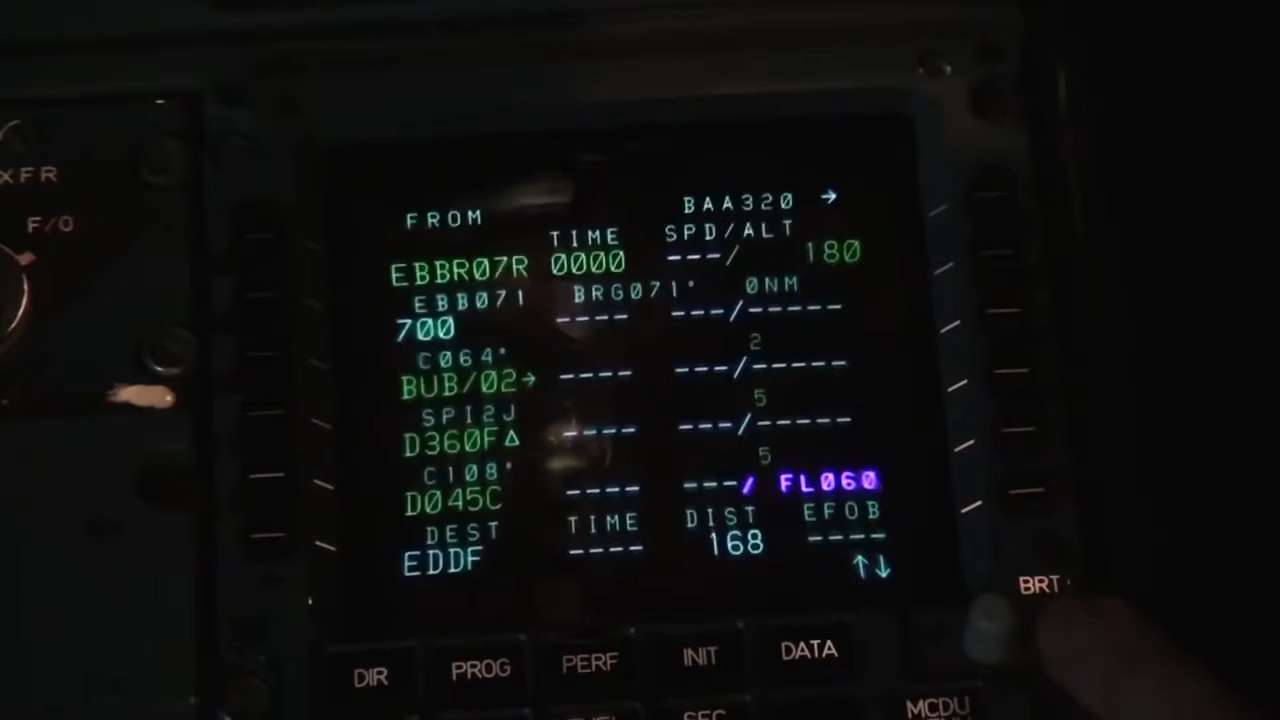 XFR
F/O
FROM BAA320 →
TIME SPD/ALT
EBBR07R 0000 ---/ 180
EBB071 BRG071° 0NM
700 ---- ---/-----
C064° 2
BUB/02→ ---- ---/-----
SPI2J 5
D360F∆ ---- ---/-----
C108° 5
D045C ---- ---/ FL060
DEST TIME DIST EFOB
EDDF ---- 168 ----
↑↓
BRT
DIR PROG PERF INIT DATA
SEC
MCDU